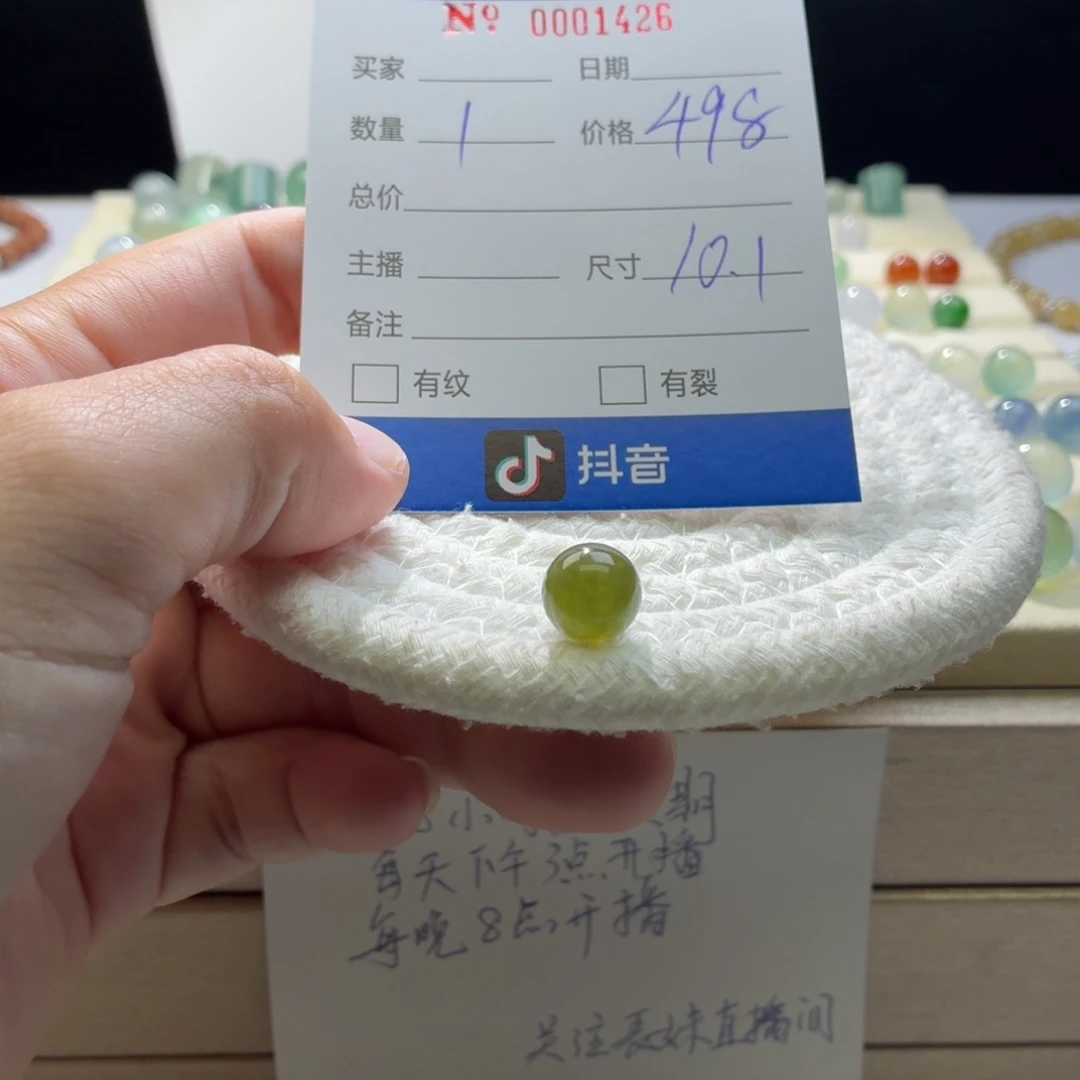 Nº 0001426
买家 日期
数量 1 价格 498
总价
主播 尺寸 10.1
备注
有纹 有裂
抖音
小 期
每天下午3点开播
每晚8点开播
关注表妹直播间